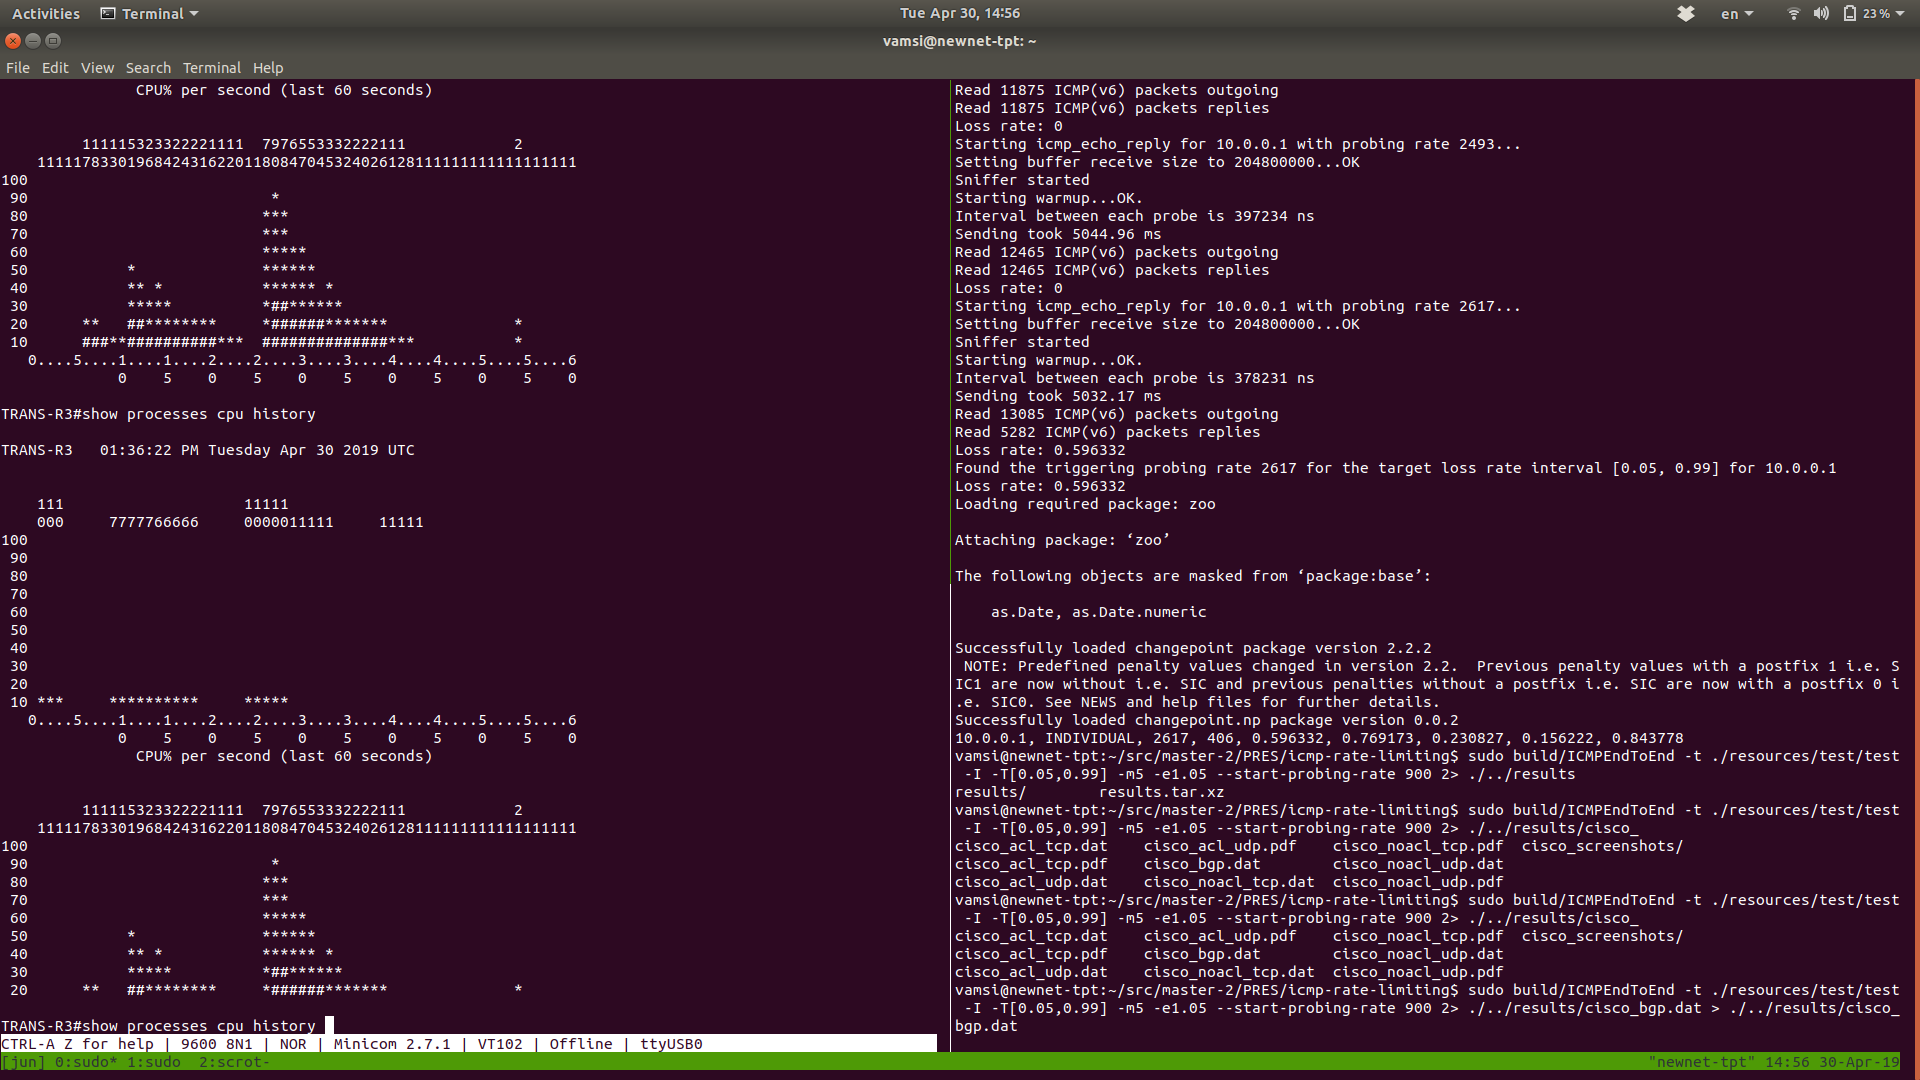 Activities Terminal Tue Apr 30, 14:56 en 23 %
vamsi@newnet-tpt: ~
File Edit View Search Terminal Help
               CPU% per second (last 60 seconds)
         111115323322221111  7976553332222111            2
    111117833019684243162201180847045324026128111111111111111111
100
 90                           *
 80                          ***
 70                          ***
 60                          *****
 50           *              ******
 40           ** *           ****** *
 30           *****          *##******
 20      **   ##********     *######*******              *
 10      ###**##########***  ##############***           *
   0....5....1....1....2....2....3....3....4....4....5....5....6
             0    5    0    5    0    5    0    5    0    5    0
TRANS-R3#show processes cpu history
TRANS-R3   01:36:22 PM Tuesday Apr 30 2019 UTC
    111                    11111
    000     7777766666     0000011111     11111
100
 90
 80
 70
 60
 50
 40
 30
 20
 10 ***     **********     *****
   0....5....1....1....2....2....3....3....4....4....5....5....6
             0    5    0    5    0    5    0    5    0    5    0
               CPU% per second (last 60 seconds)
         111115323322221111  7976553332222111            2
    111117833019684243162201180847045324026128111111111111111111
100
 90                           *
 80                          ***
 70                          ***
 60                          *****
 50           *              ******
 40           ** *           ****** *
 30           *****          *##******
 20      **   ##********     *######*******              *
TRANS-R3#show processes cpu history
CTRL-A Z for help | 9600 8N1 | NOR | Minicom 2.7.1 | VT102 | Offline | ttyUSB0
Read 11875 ICMP(v6) packets outgoing
Read 11875 ICMP(v6) packets replies
Loss rate: 0
Starting icmp_echo_reply for 10.0.0.1 with probing rate 2493...
Setting buffer receive size to 204800000...OK
Sniffer started
Starting warmup...OK.
Interval between each probe is 397234 ns
Sending took 5044.96 ms
Read 12465 ICMP(v6) packets outgoing
Read 12465 ICMP(v6) packets replies
Loss rate: 0
Starting icmp_echo_reply for 10.0.0.1 with probing rate 2617...
Setting buffer receive size to 204800000...OK
Sniffer started
Starting warmup...OK.
Interval between each probe is 378231 ns
Sending took 5032.17 ms
Read 13085 ICMP(v6) packets outgoing
Read 5282 ICMP(v6) packets replies
Loss rate: 0.596332
Found the triggering probing rate 2617 for the target loss rate interval [0.05, 0.99] for 10.0.0.1
Loss rate: 0.596332
Loading required package: zoo
Attaching package: ‘zoo’
The following objects are masked from ‘package:base’:
    as.Date, as.Date.numeric
Successfully loaded changepoint package version 2.2.2
 NOTE: Predefined penalty values changed in version 2.2.  Previous penalty values with a postfix 1 i.e. S
IC1 are now without i.e. SIC and previous penalties without a postfix i.e. SIC are now with a postfix 0 i
.e. SIC0. See NEWS and help files for further details.
Successfully loaded changepoint.np package version 0.0.2
10.0.0.1, INDIVIDUAL, 2617, 406, 0.596332, 0.769173, 0.230827, 0.156222, 0.843778
vamsi@newnet-tpt:~/src/master-2/PRES/icmp-rate-limiting$ sudo build/ICMPEndToEnd -t ./resources/test/test
 -I -T[0.05,0.99] -m5 -e1.05 --start-probing-rate 900 2> ./../results
results/        results.tar.xz
vamsi@newnet-tpt:~/src/master-2/PRES/icmp-rate-limiting$ sudo build/ICMPEndToEnd -t ./resources/test/test
 -I -T[0.05,0.99] -m5 -e1.05 --start-probing-rate 900 2> ./../results/cisco_
cisco_acl_tcp.dat    cisco_acl_udp.pdf    cisco_noacl_tcp.pdf  cisco_screenshots/
cisco_acl_tcp.pdf    cisco_bgp.dat        cisco_noacl_udp.dat
cisco_acl_udp.dat    cisco_noacl_tcp.dat  cisco_noacl_udp.pdf
vamsi@newnet-tpt:~/src/master-2/PRES/icmp-rate-limiting$ sudo build/ICMPEndToEnd -t ./resources/test/test
 -I -T[0.05,0.99] -m5 -e1.05 --start-probing-rate 900 2> ./../results/cisco_
cisco_acl_tcp.dat    cisco_acl_udp.pdf    cisco_noacl_tcp.pdf  cisco_screenshots/
cisco_acl_tcp.pdf    cisco_bgp.dat        cisco_noacl_udp.dat
cisco_acl_udp.dat    cisco_noacl_tcp.dat  cisco_noacl_udp.pdf
vamsi@newnet-tpt:~/src/master-2/PRES/icmp-rate-limiting$ sudo build/ICMPEndToEnd -t ./resources/test/test
 -I -T[0.05,0.99] -m5 -e1.05 --start-probing-rate 900 2> ./../results/cisco_bgp.dat > ./../results/cisco_
bgp.dat
[jun] 0:sudo* 1:sudo  2:scrot- "newnet-tpt" 14:56 30-Apr-19